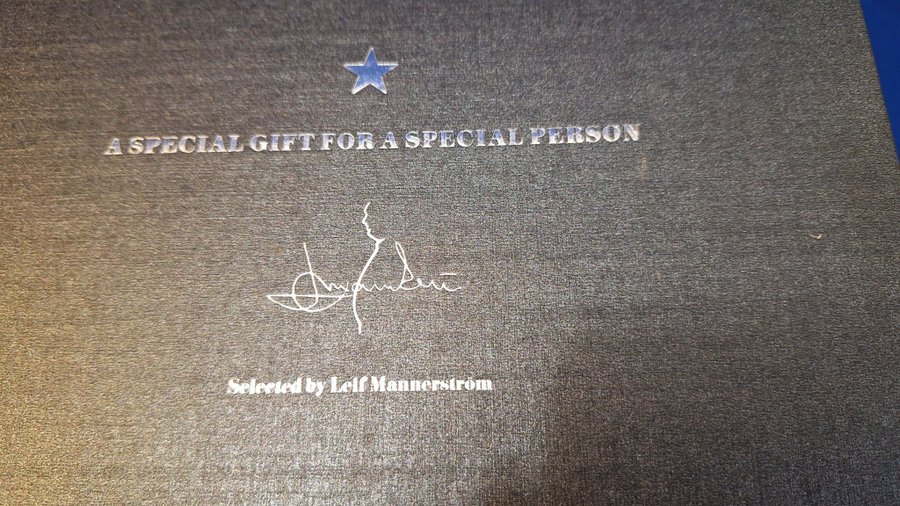 A SPECIAL GIFT FOR A SPECIAL PERSON
Selected by Leif Mannerström